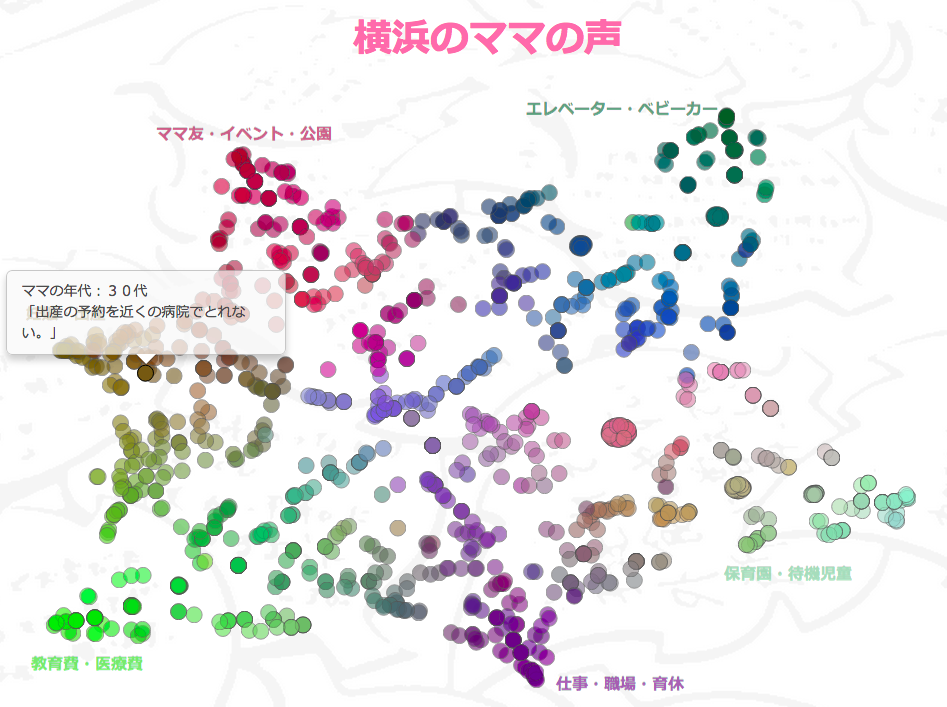 横浜のママの声
エレベーター・ベビーカー
ママ友・イベント・公園
ママの年代：３０代
「出産の予約を近くの病院でとれな
い。」
保育園・待機児童
教育費・医療費
仕事・職場・育休